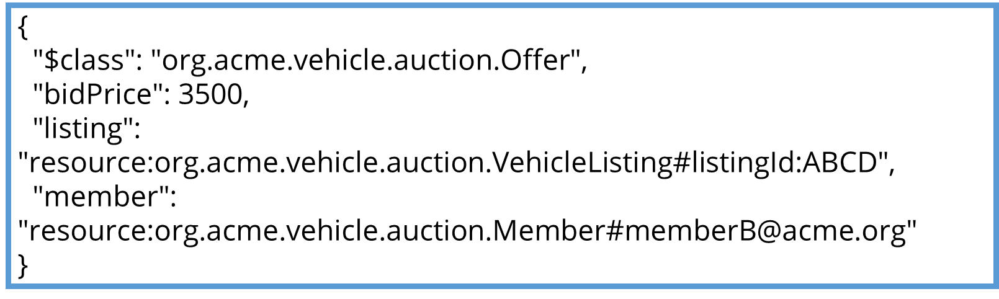 {
"$class": "org.acme.vehicle.auction.Offer",
"bidPrice": 3500,
"listing":
"resource:org.acme.vehicle.auction.VehicleListing#listingId:ABCD",
"member":
"resource:org.acme.vehicle.auction.Member#memberB@acme.org"
}